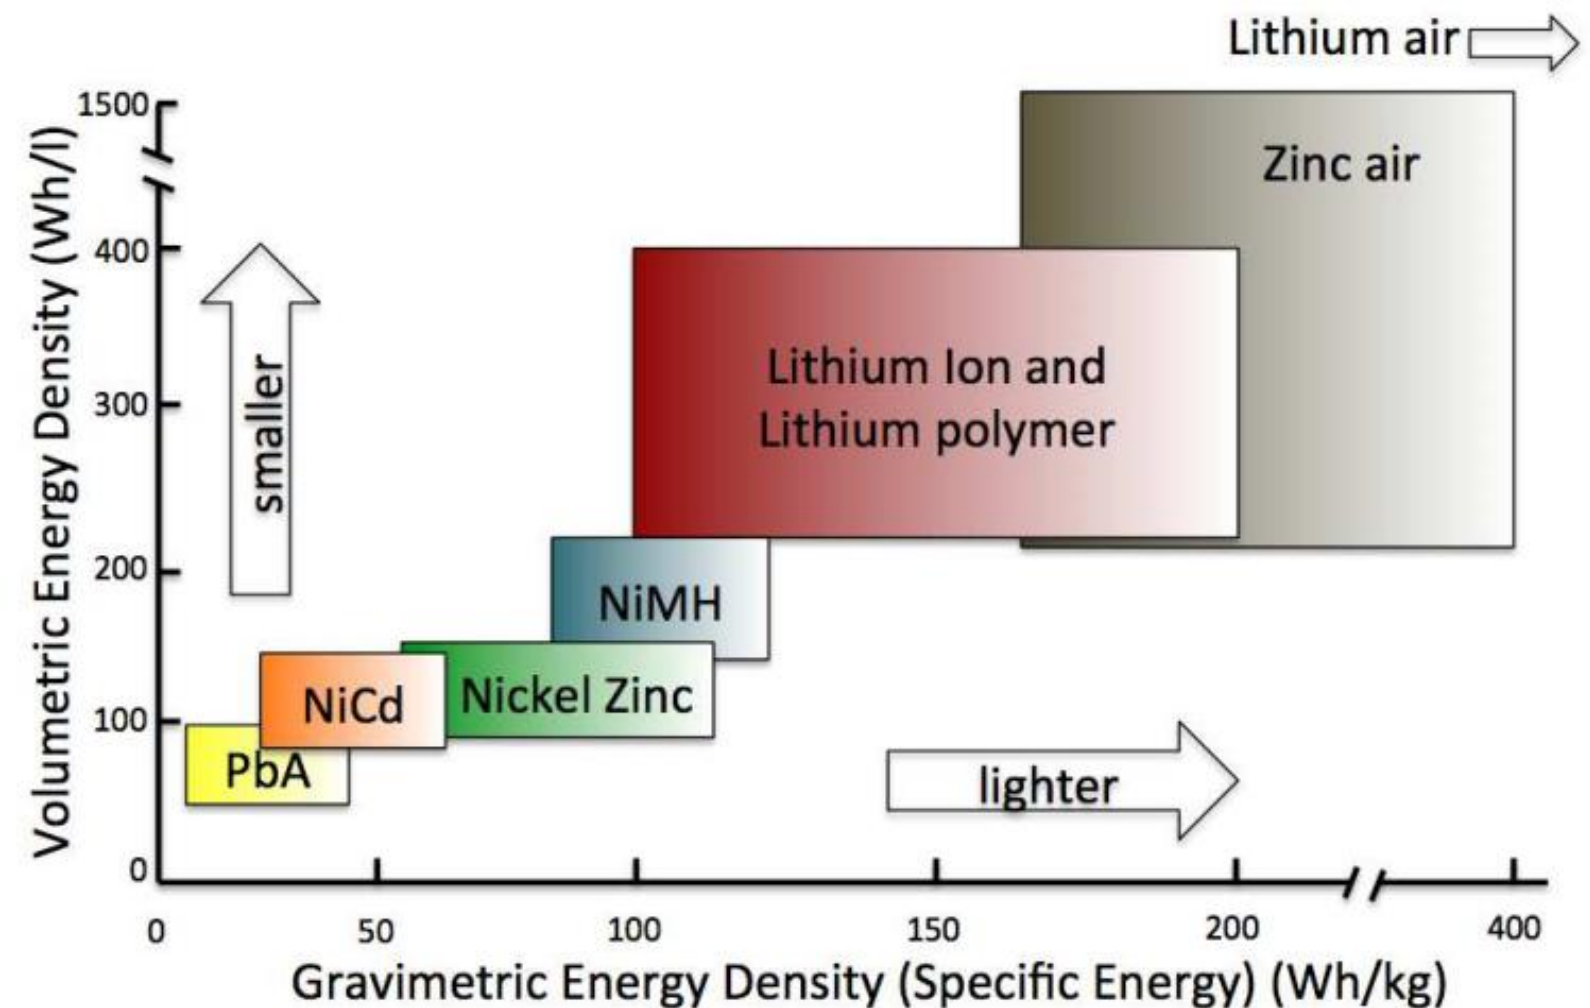 Lithium air
1500
Zinc air
Volumetric Energy Density (Wh/l)
400
smaller
Lithium Ion and
Lithium polymer
300
200
NiMH
NiCd
Nickel Zinc
100
PbA
lighter
0
0 50 100 150 200 400
Gravimetric Energy Density (Specific Energy) (Wh/kg)